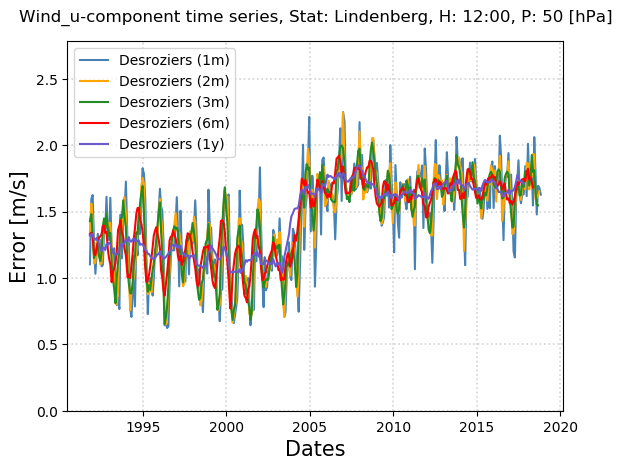 Wind_u-component time series, Stat: Lindenberg, H: 12:00, P: 50 [hPa]
Desroziers (1m)
Desroziers (2m)
Desroziers (3m)
Desroziers (6m)
Desroziers (1y)
Error [m/s]
2.5
2.0
1.5
1.0
0.5
0.0
1995 2000 2005 2010 2015 2020
Dates